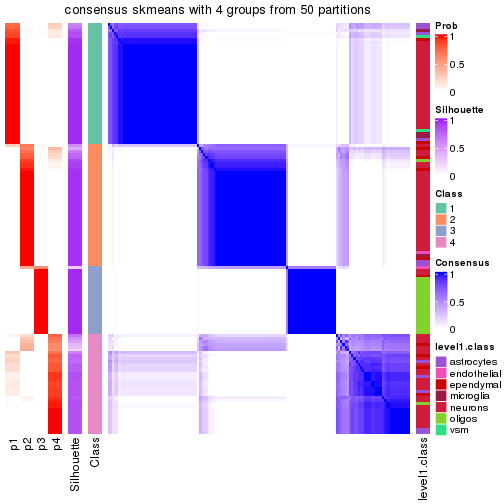 consensus skmeans with 4 groups from 50 partitions
Prob
1
0.5
0
Silhouette
1
0.5
0
Class
1
2
3
4
Consensus
1
0.5
0
level1.class
astrocytes
endothelial
ependymal
microglia
neurons
oligos
vsm
p1
p2
p3
p4
Silhouette
Class
level1.class